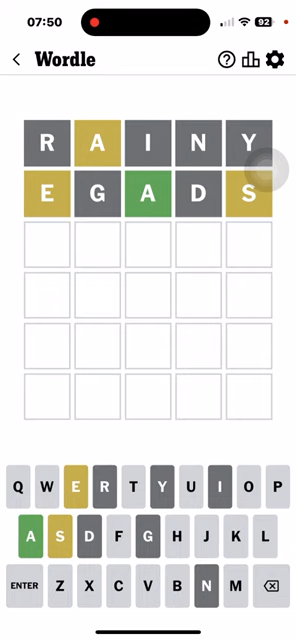 07:50 92
Wordle
R A I N Y
E G A D S
Q W E R T Y U I O P
A S D F G H J K L
ENTER Z X C V B N M